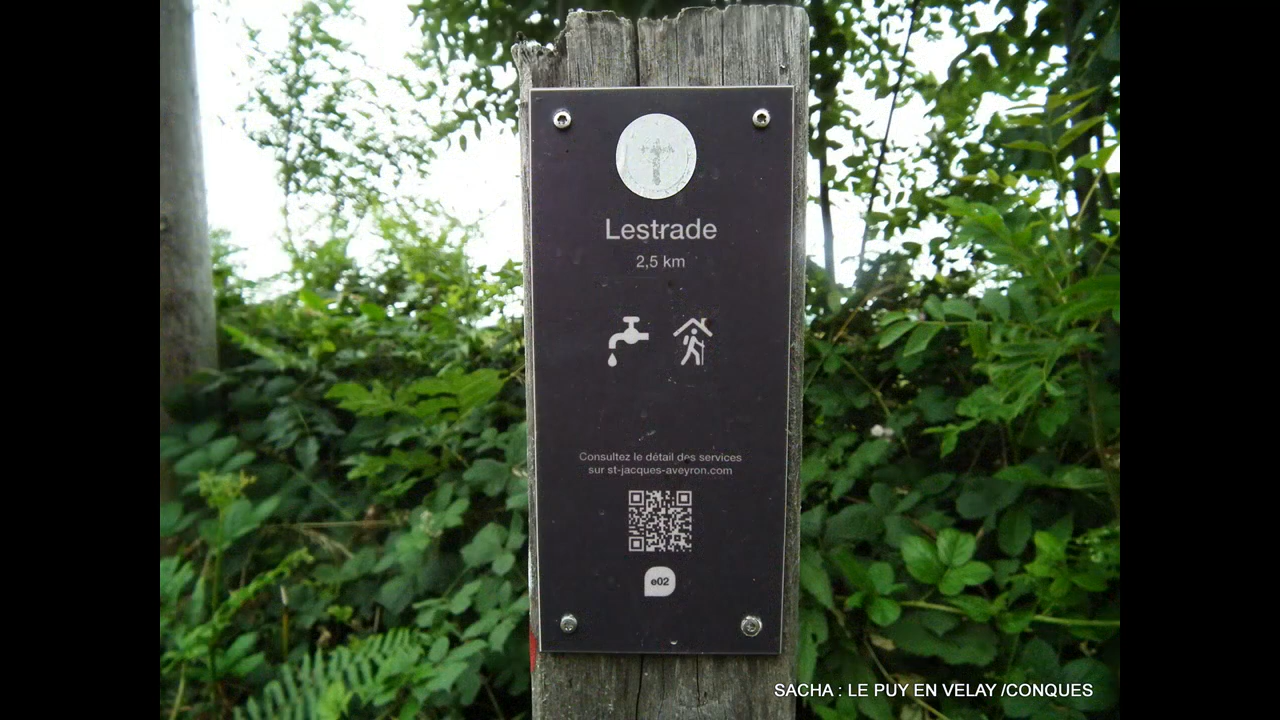 Lestrade
2,5 km
Consultez le détail des services
sur st-jacques-aveyron.com
e02
SACHA : LE PUY EN VELAY /CONQUES